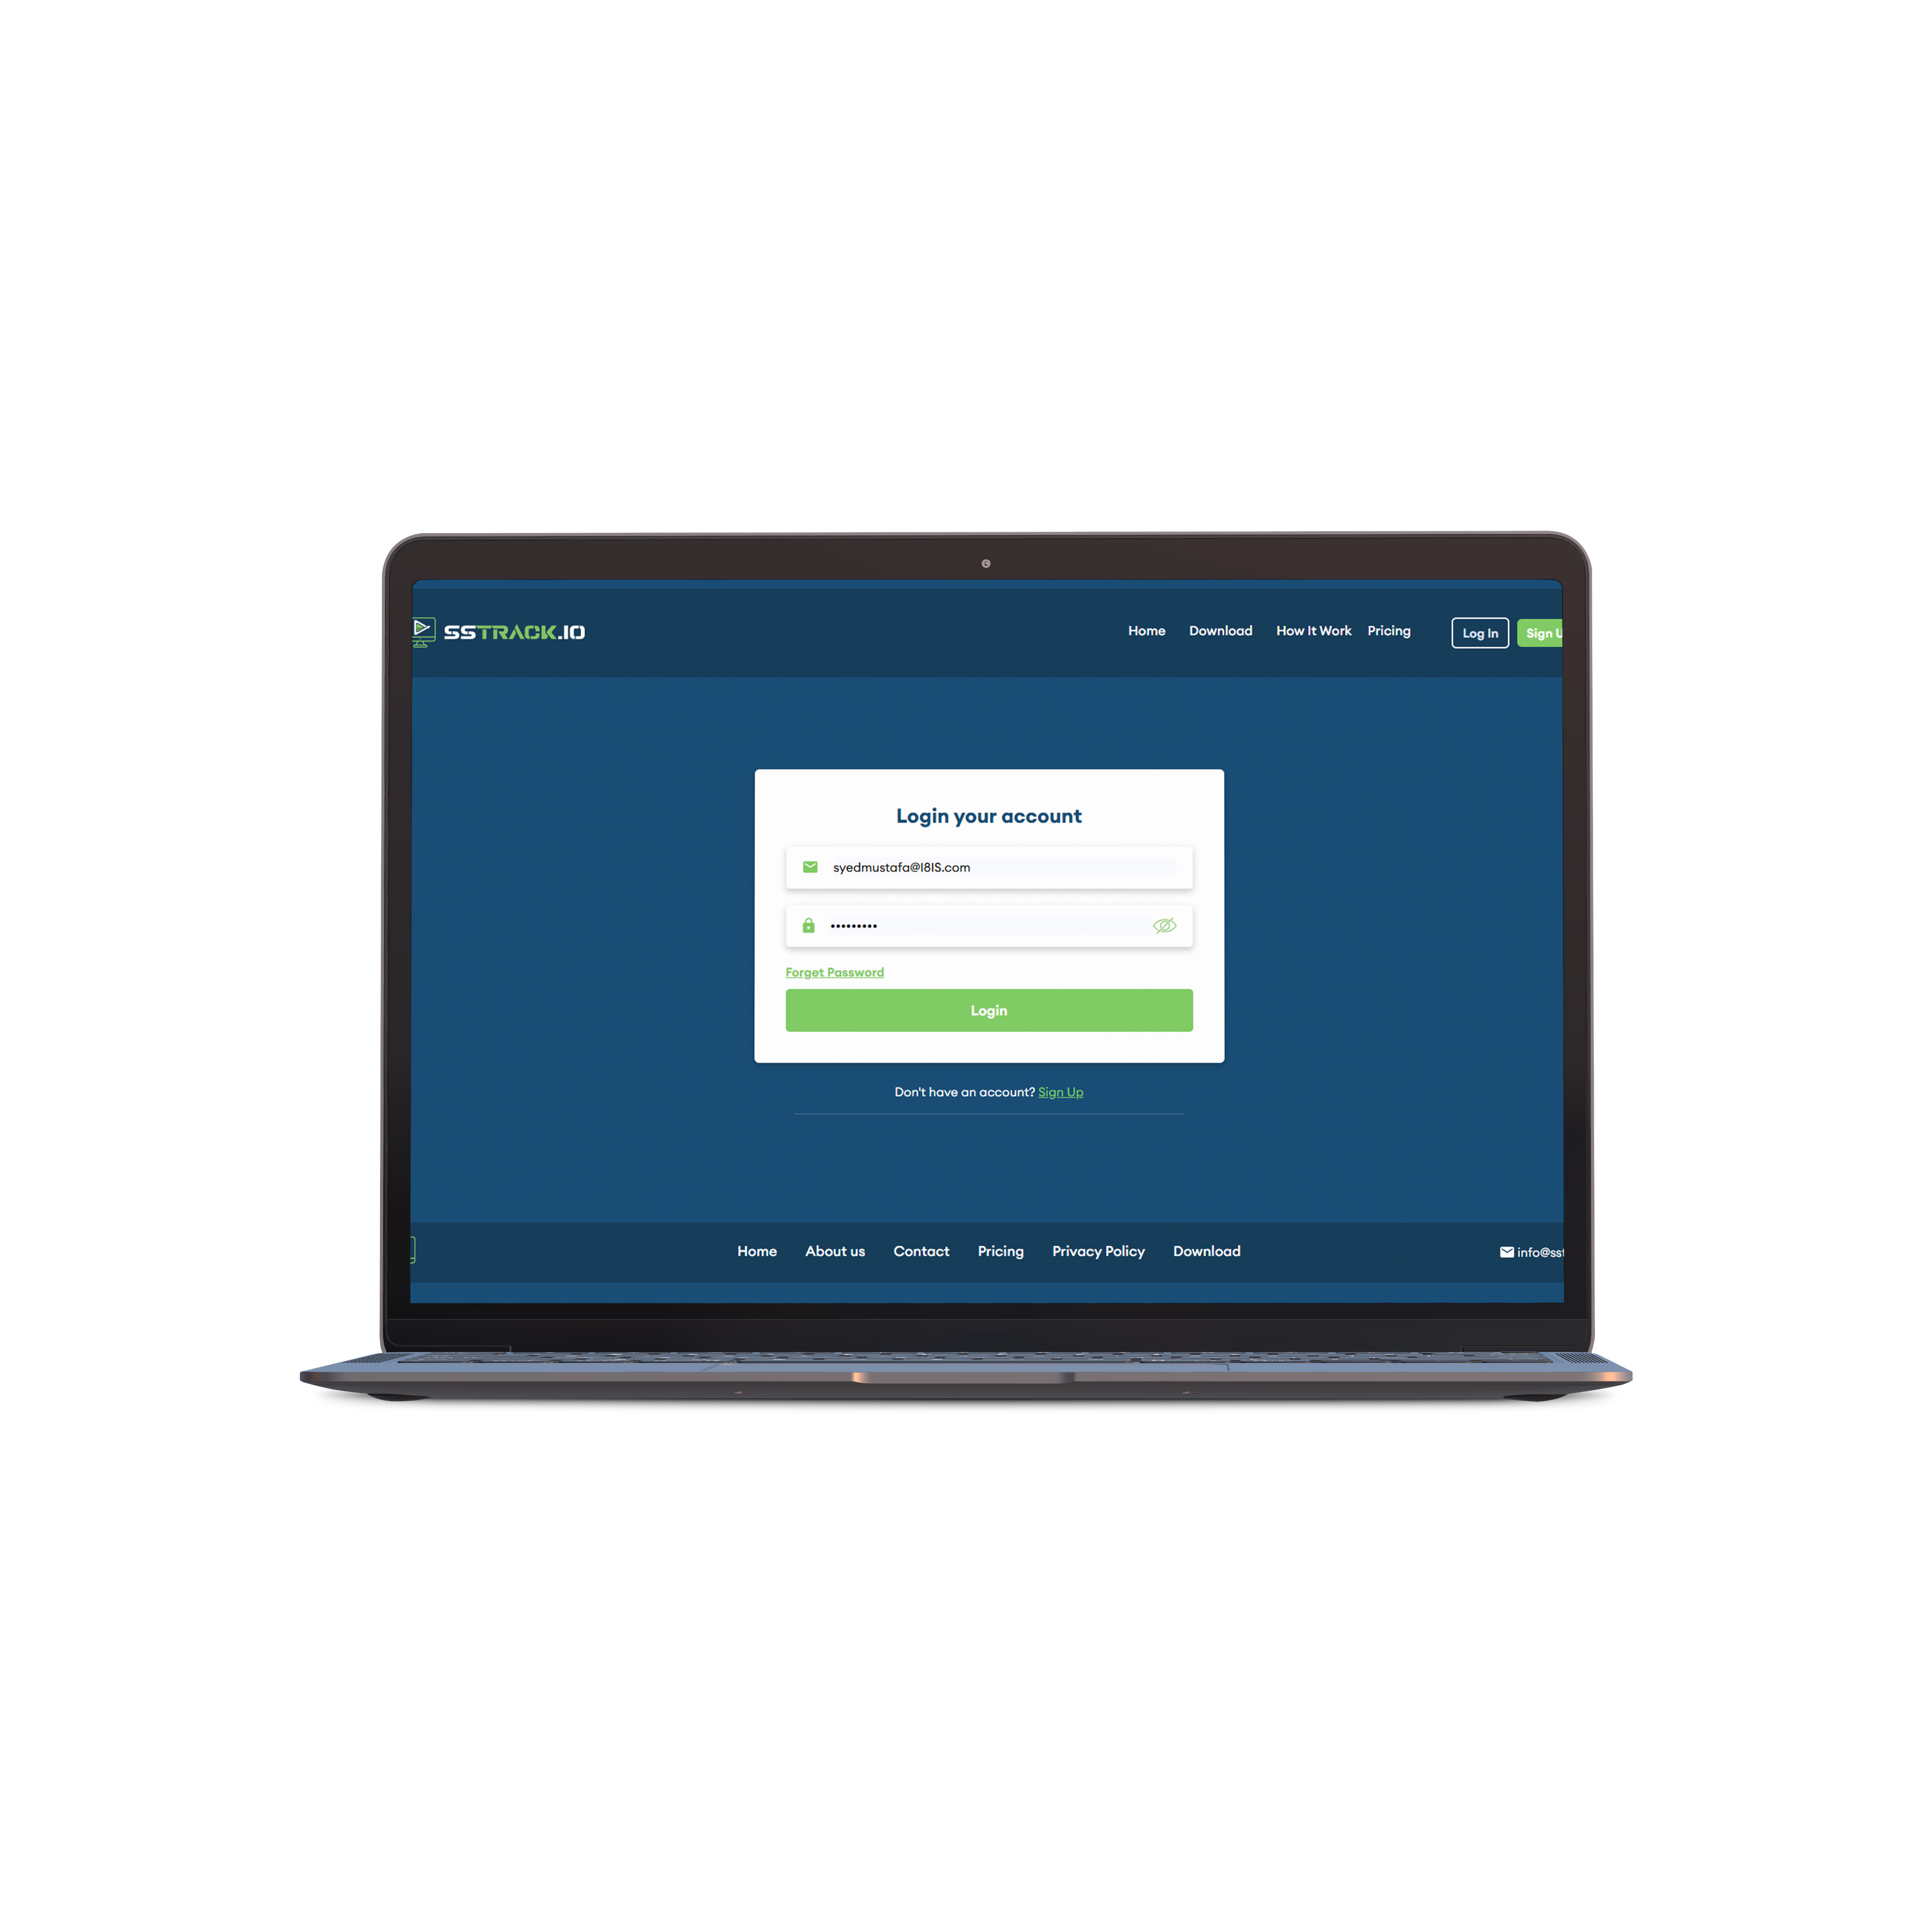 SSTRACK.IO
Home Download How It Work Pricing Log In Sign U
Login your account
syedmustafa@I8IS.com
•••••••••
Forget Password
Login
Don't have an account? Sign Up
Home About us Contact Pricing Privacy Policy Download info@sst